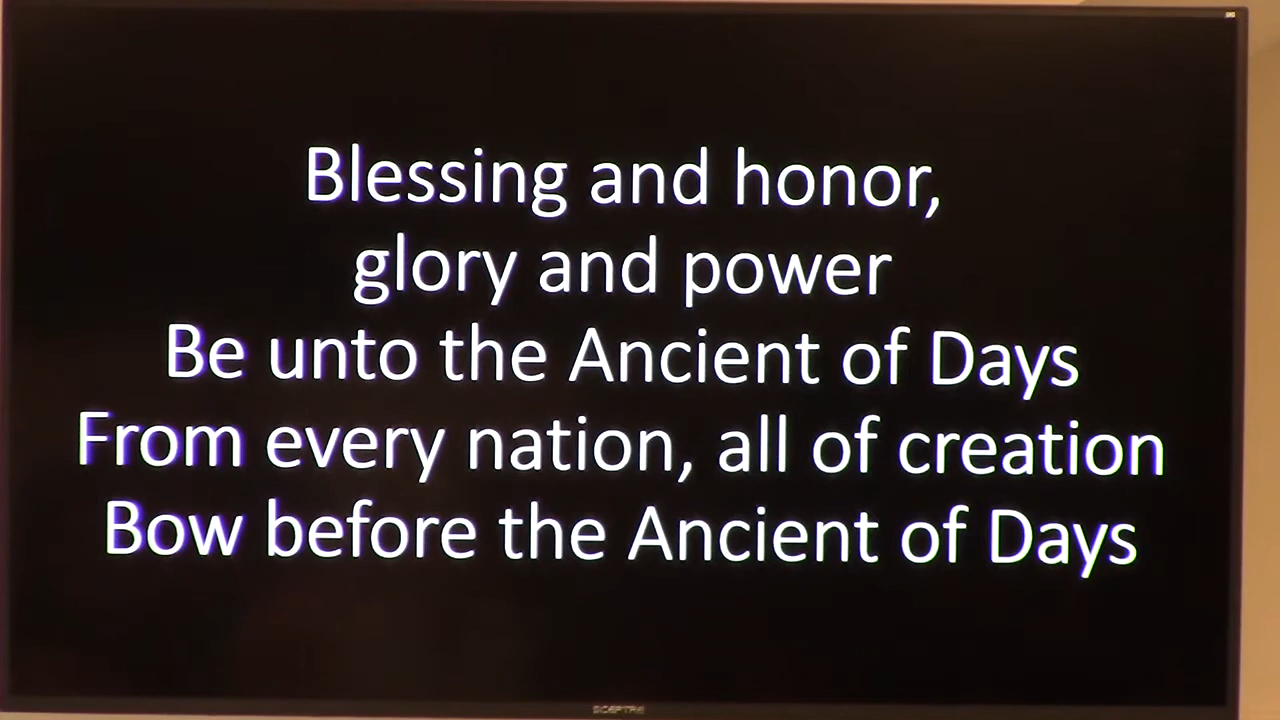 Blessing and honor,
glory and power
Be unto the Ancient of Days
From every nation, all of creation
Bow before the Ancient of Days
SCEPTRE